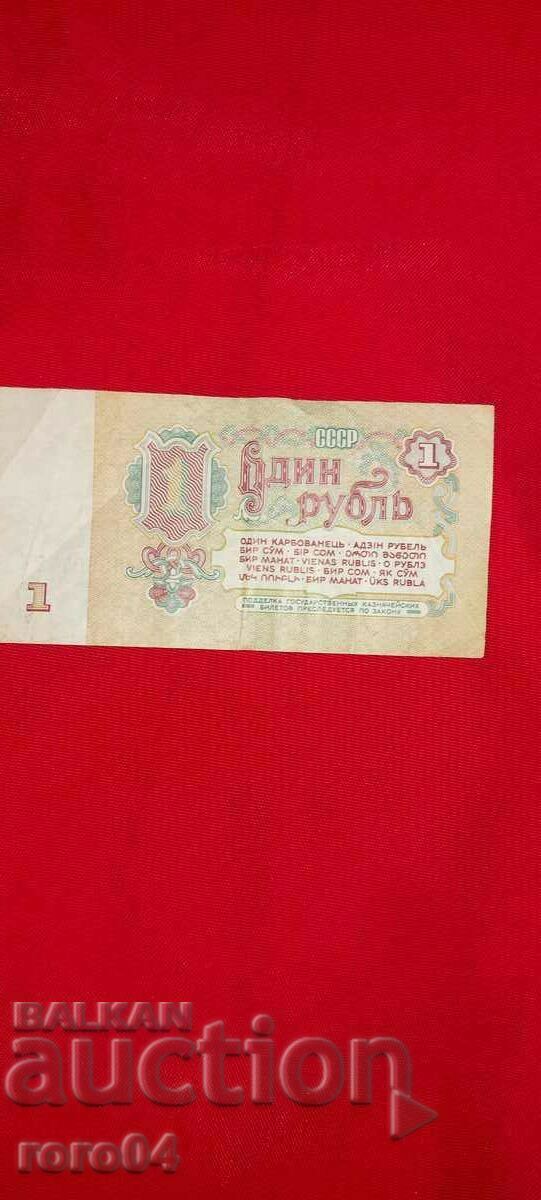 СССР
1
1
Один
рубль
ОДИН КАРБОВАНЕЦЬ · АДЗІН РУБЕЛЬ
БИР СЎМ · БІР СОМ · ᲔᲠᲗᲘ ᲛᲐᲜᲔᲗᲘ
БИР МАНАТ · VIENAS RUBLIS · О РУБЛЭ
VIENS RUBLIS · БИР СОМ · ЯК СЎМ
ՄԵԿ ՌՈՒԲԼԻ · БИР МАНАТ · ÜKS RUBLA
ПОДДЕЛКА ГОСУДАРСТВЕННЫХ КАЗНАЧЕЙСКИХ
БИЛЕТОВ ПРЕСЛЕДУЕТСЯ ПО ЗАКОНУ
1
BALKAN
auction
roro04